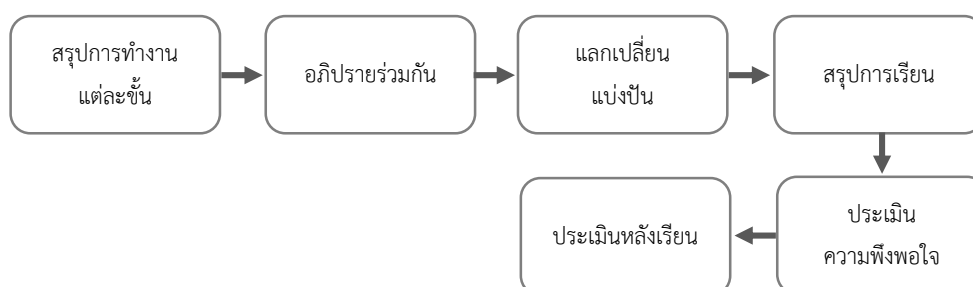 สรุปการทำงาน
แต่ละขั้น
อภิปรายร่วมกัน
แลกเปลี่ยน
แบ่งปัน
สรุปการเรียน
ประเมิน
ความพึงพอใจ
ประเมินหลังเรียน